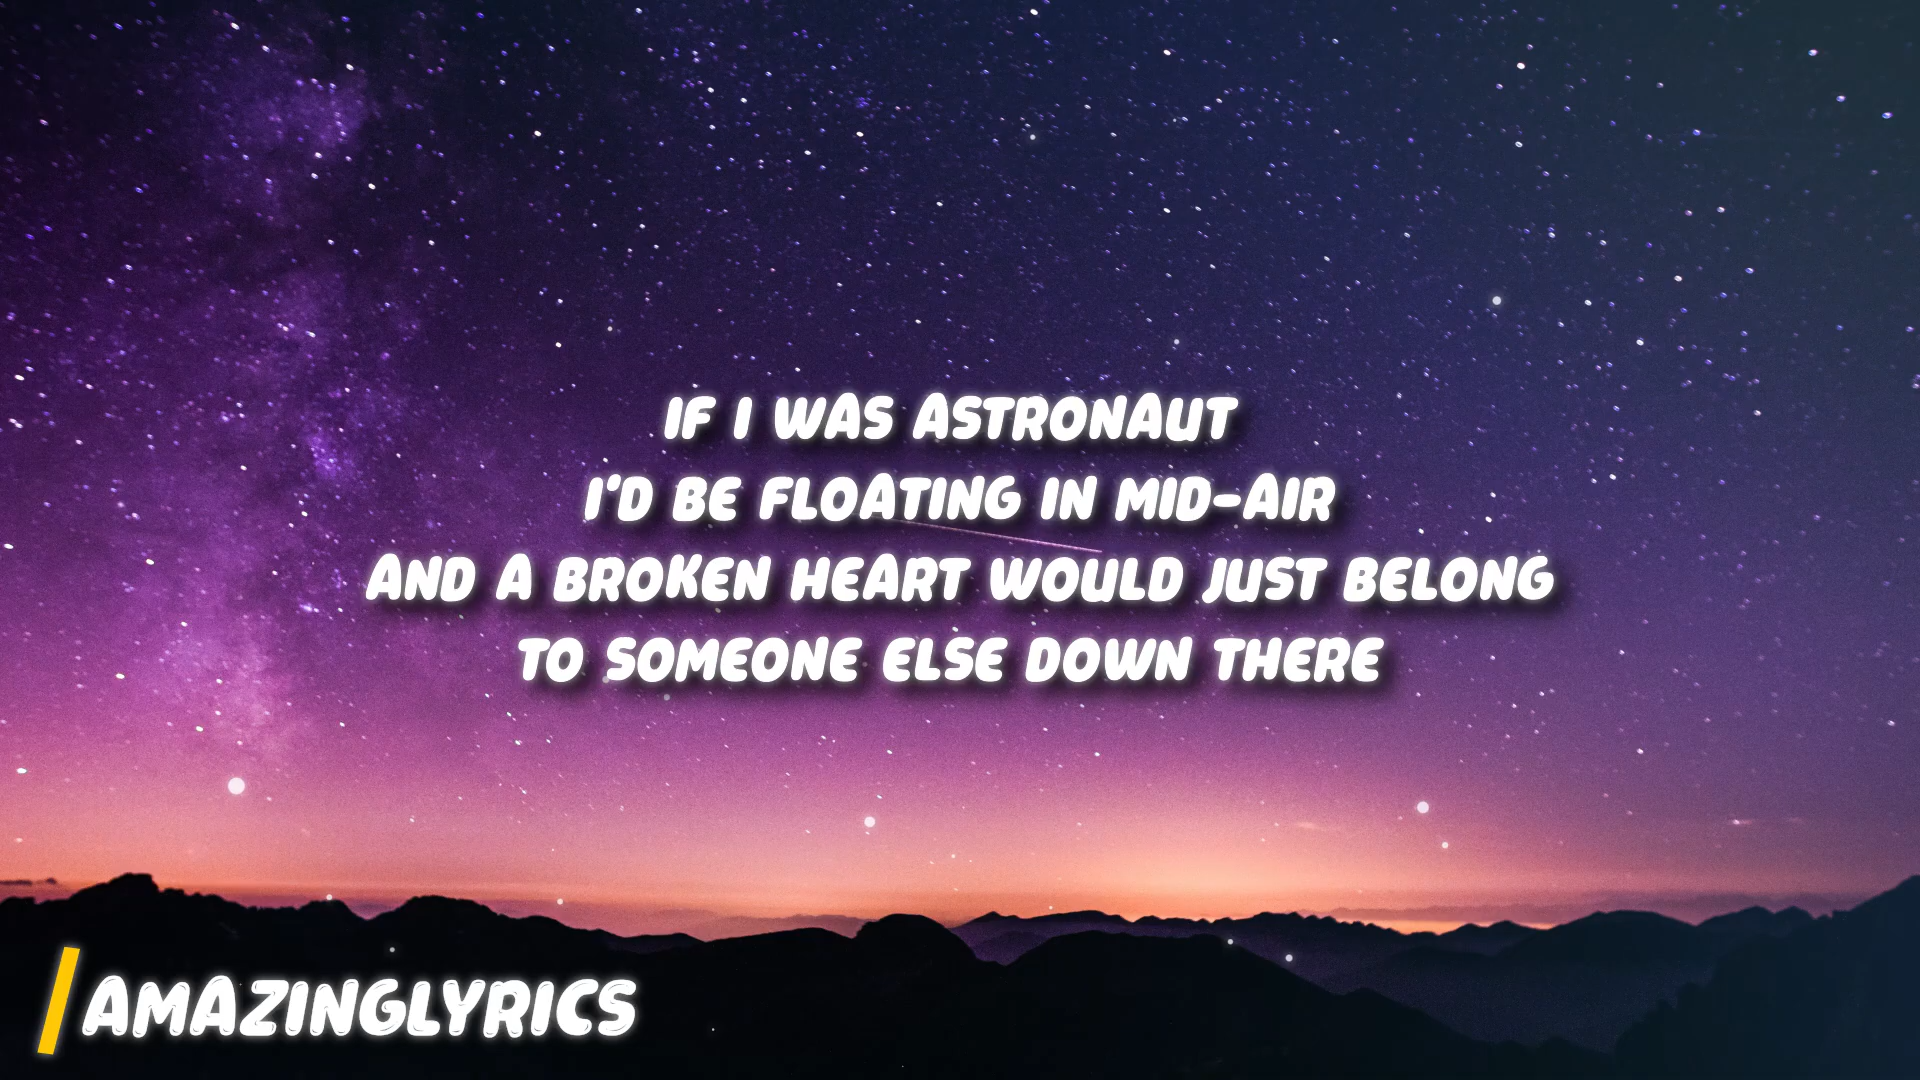 IF I WAS ASTRONAUT
I'D BE FLOATING IN MID-AIR
AND A BROKEN HEART WOULD JUST BELONG
TO SOMEONE ELSE DOWN THERE
AMAZINGLYRICS